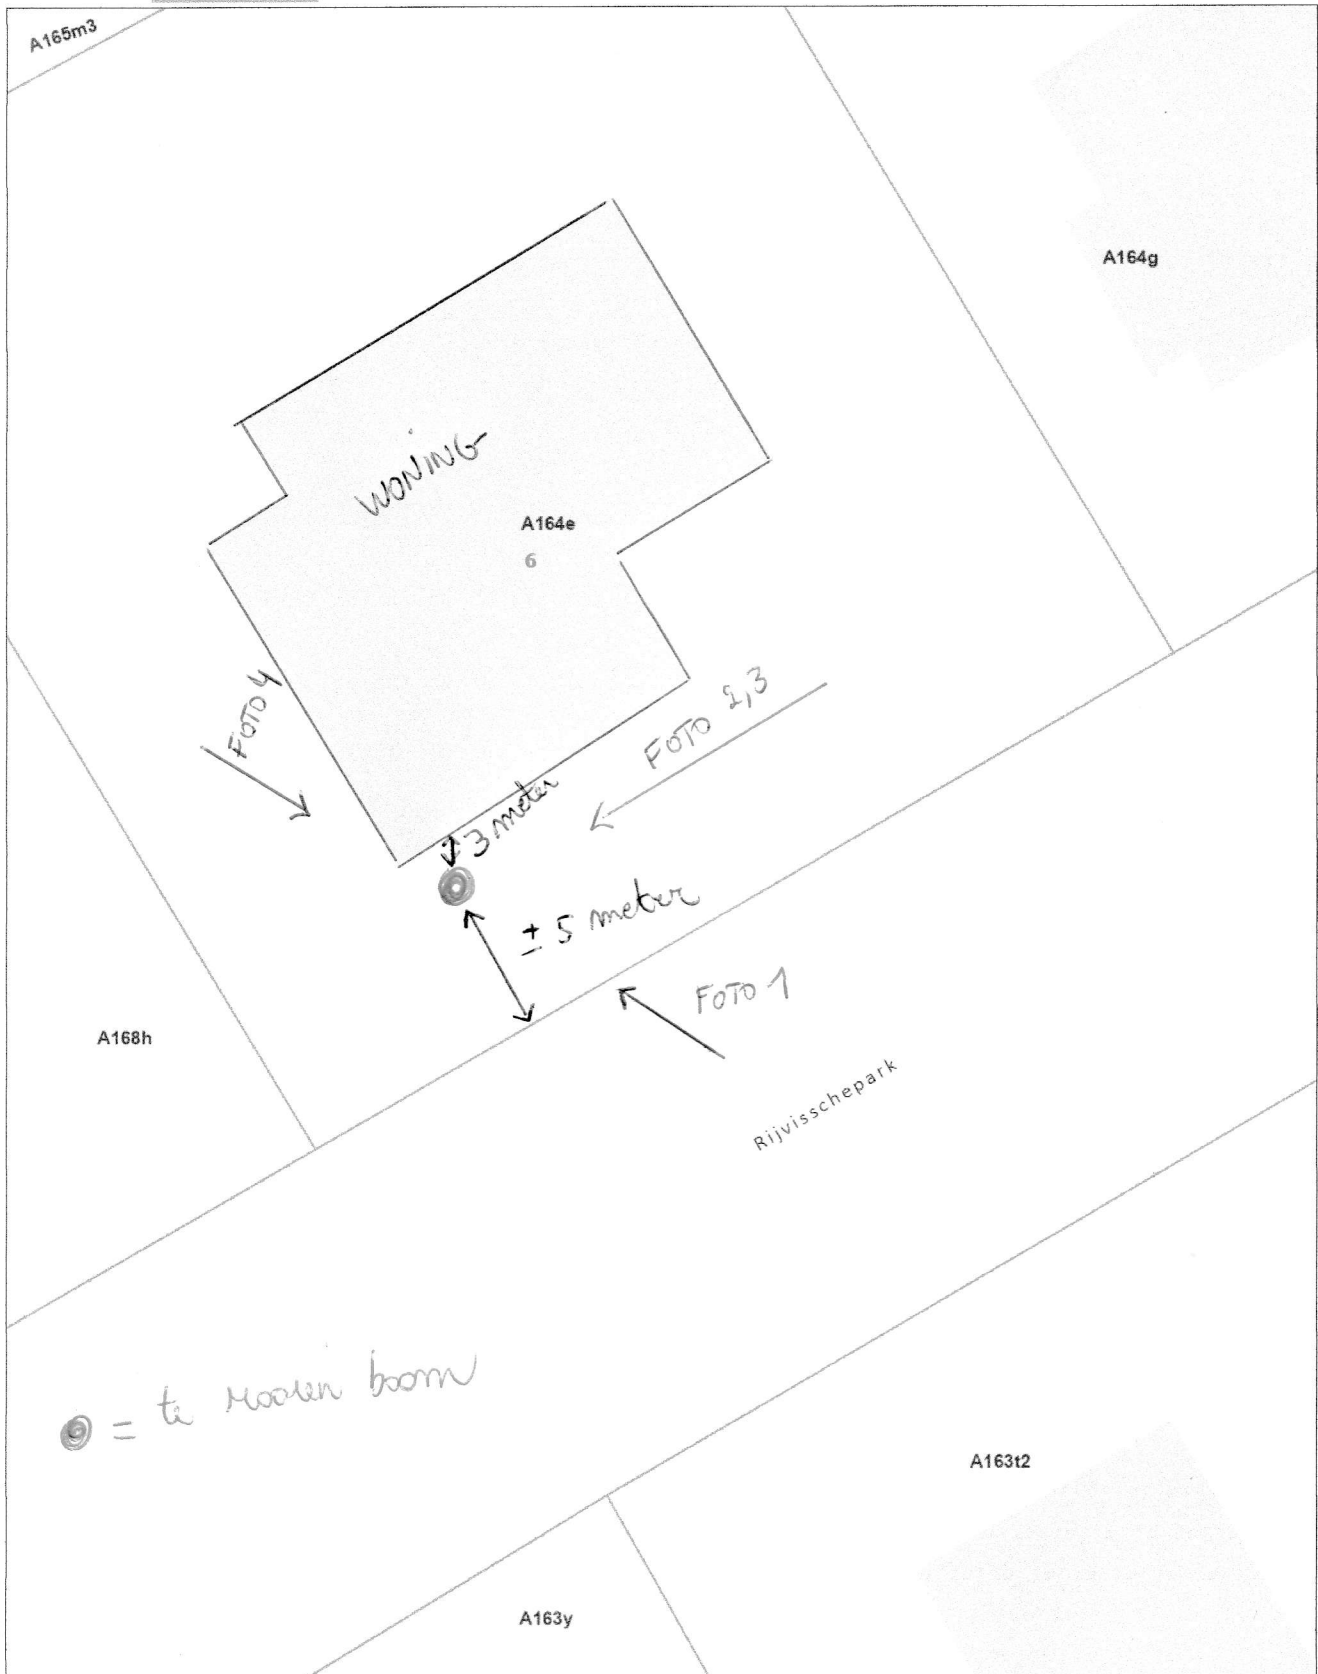 A165m3
A164g
WONING
A164e
6
FOTO 4
FOTO 2,3
3 meter
± 5 meter
FOTO 1
A168h
Rijvisschepark
= te rooien boom
A163t2
A163y